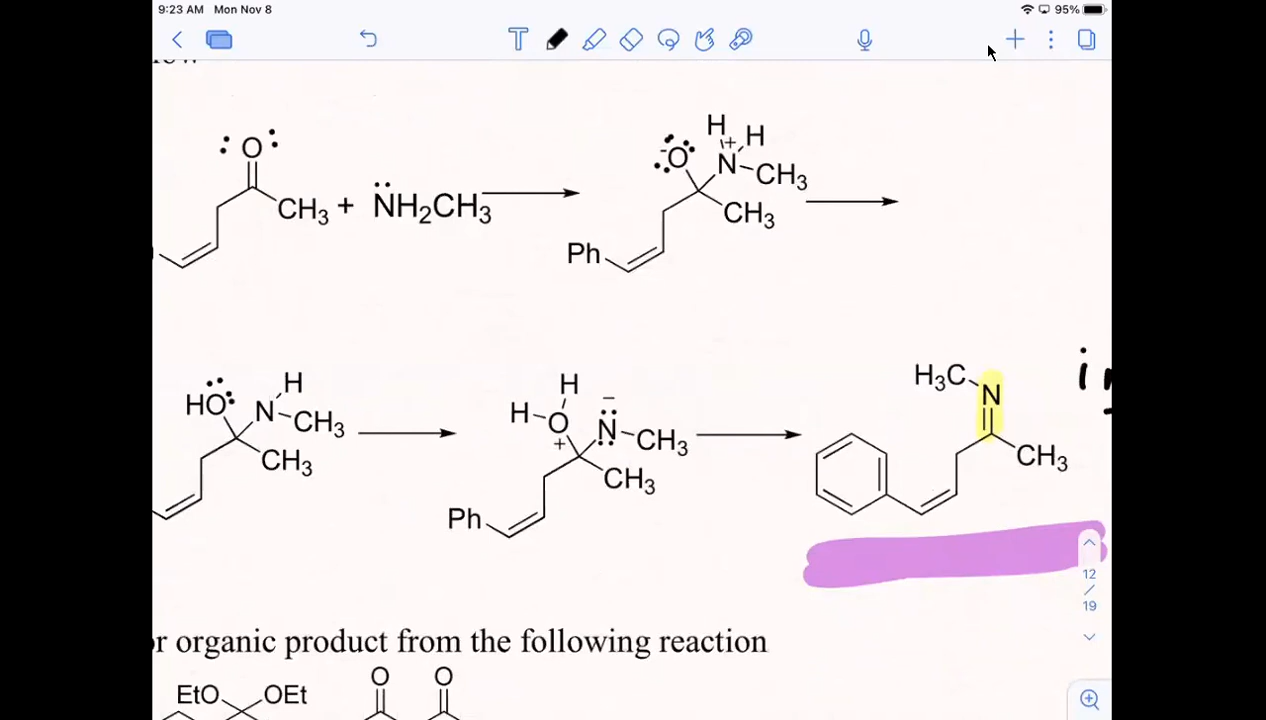 9:23 AM Mon Nov 8
95%
T
O
CH3 + NH2CH3
H H
-O + N CH3
CH3
Ph
HO N H
CH3
CH3
H
H O + N -
CH3
CH3
Ph
H3C N
CH3
12
/
19
organic product from the following reaction
EtO OEt O O